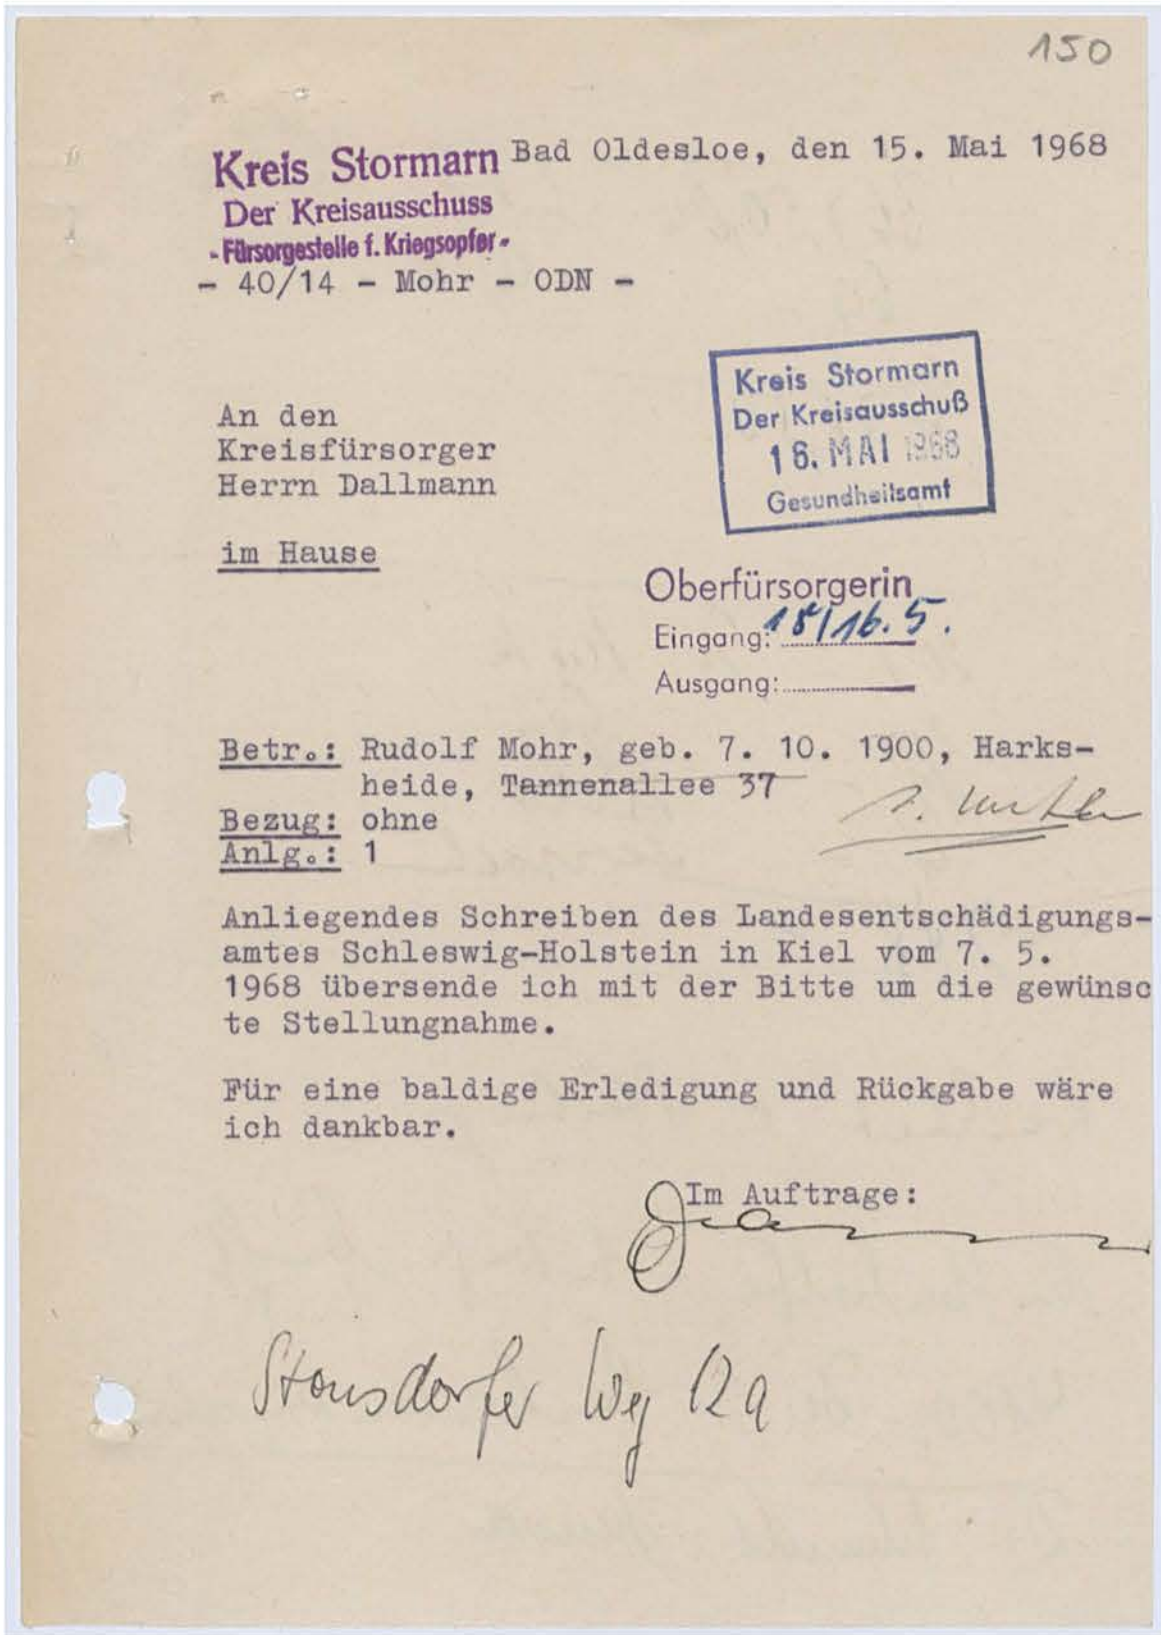 150
Kreis Stormarn Bad Oldesloe, den 15. Mai 1968
Der Kreisausschuss
- Fürsorgestelle f. Kriegsopfer -
- 40/14 - Mohr - ODN -
Kreis Stormarn
Der Kreisausschuß
16. MAI 1968
Gesundheitsamt
An den
Kreisfürsorger
Herrn Dallmann
im Hause
Oberfürsorgerin
Eingang: 18/16.5.
Ausgang:
Betr.: Rudolf Mohr, geb. 7. 10. 1900, Harks-
heide, Tannenallee 37
Bezug: ohne
Anlg.: 1
Anliegendes Schreiben des Landesentschädigungs-
amtes Schleswig-Holstein in Kiel vom 7. 5.
1968 übersende ich mit der Bitte um die gewünsc
te Stellungnahme.
Für eine baldige Erledigung und Rückgabe wäre
ich dankbar.
Im Auftrage:
Stonsdorfer Weg 12a